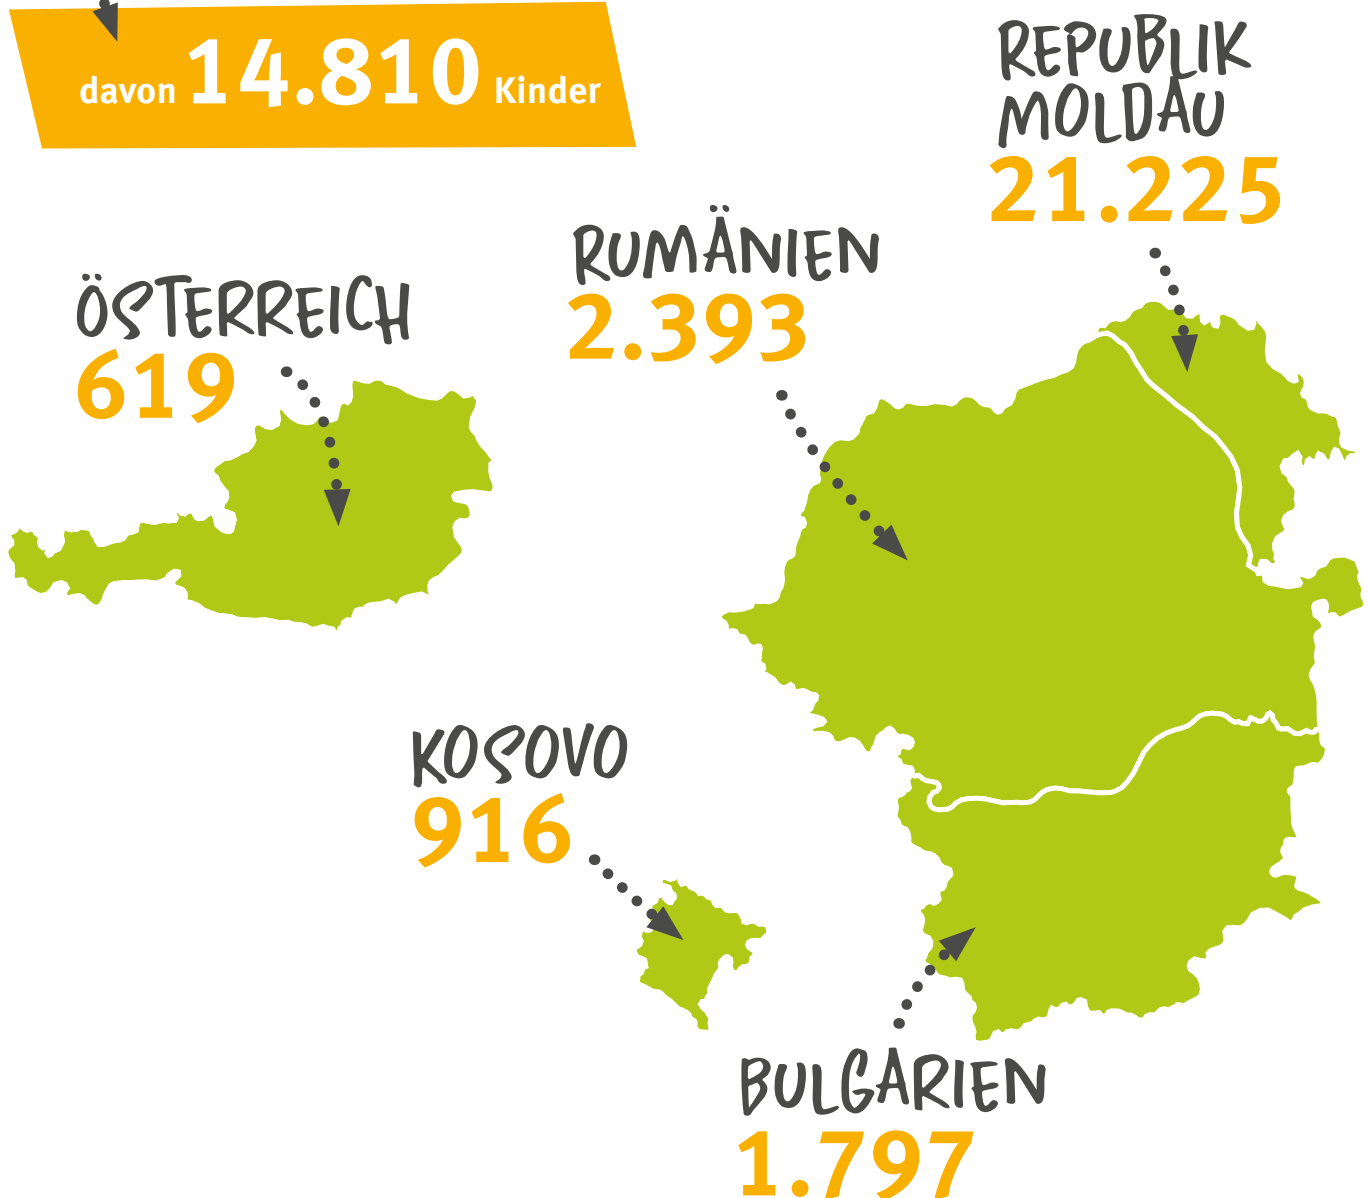 davon 14.810 Kinder
REPUBLIK
MOLDAU
21.225
RUMÄNIEN
2.393
ÖSTERREICH
619
KOSOVO
916
BULGARIEN
1.797